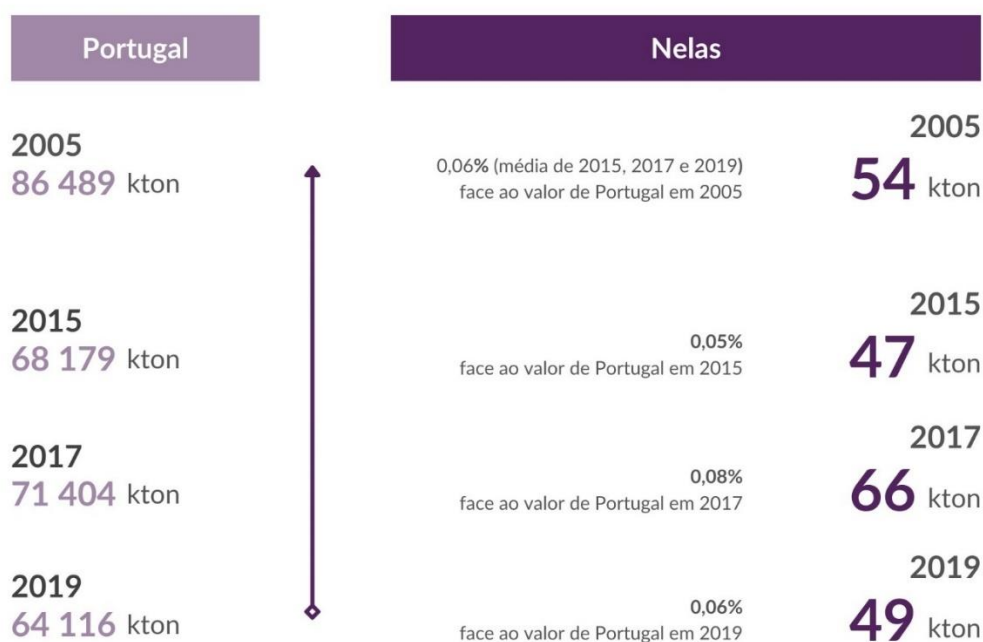 Portugal
Nelas
2005
86 489 kton
0,06% (média de 2015, 2017 e 2019)
face ao valor de Portugal em 2005
2005
54 kton
2015
68 179 kton
0,05%
face ao valor de Portugal em 2015
2015
47 kton
2017
71 404 kton
0,08%
face ao valor de Portugal em 2017
2017
66 kton
2019
64 116 kton
0,06%
face ao valor de Portugal em 2019
2019
49 kton